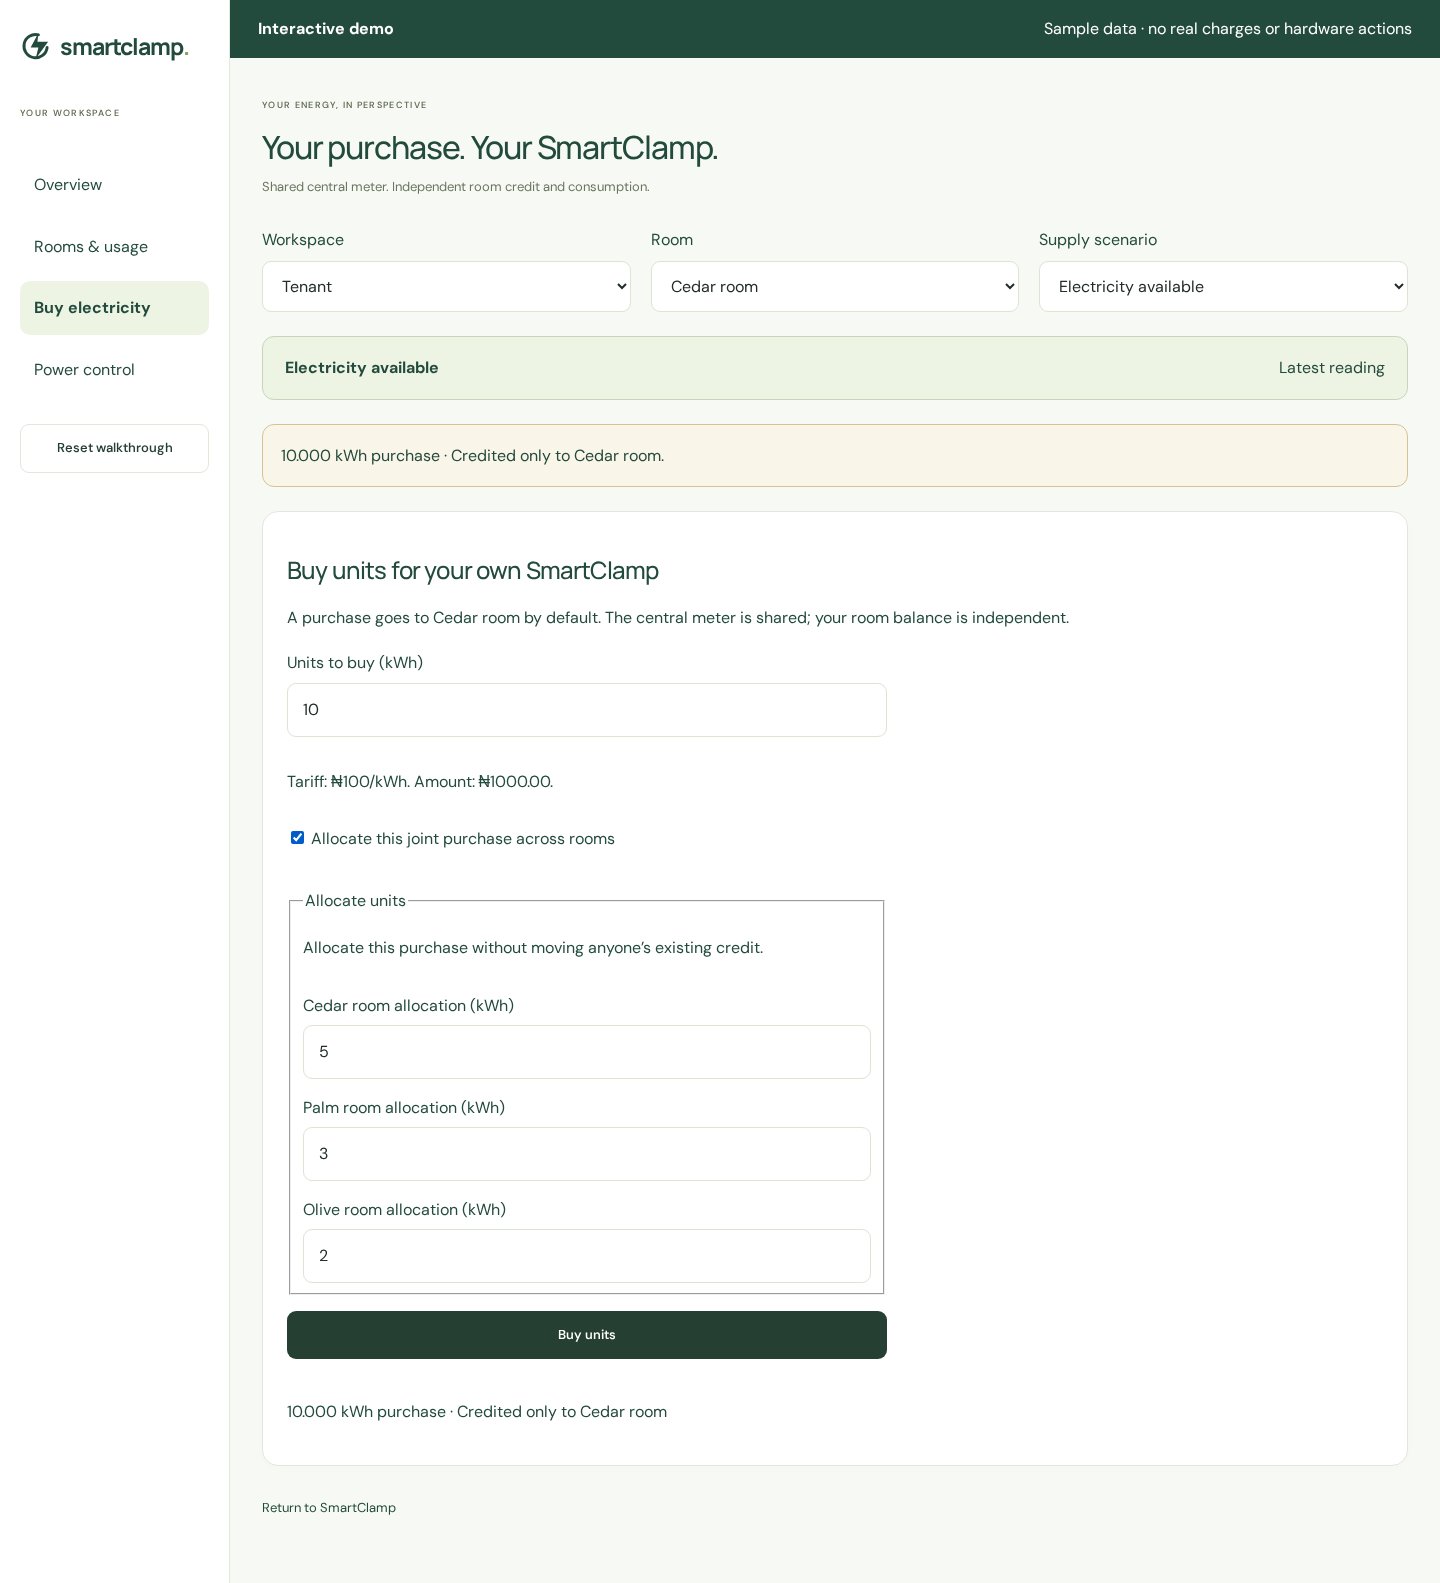 smartclamp.
YOUR WORKSPACE
Overview
Rooms & usage
Buy electricity
Power control
Reset walkthrough
Interactive demo
Sample data · no real charges or hardware actions
YOUR ENERGY, IN PERSPECTIVE
Your purchase. Your SmartClamp.
Shared central meter. Independent room credit and consumption.
Workspace
Tenant
Room
Cedar room
Supply scenario
Electricity available
Electricity available
Latest reading
10.000 kWh purchase · Credited only to Cedar room.
Buy units for your own SmartClamp
A purchase goes to Cedar room by default. The central meter is shared; your room balance is independent.
Units to buy (kWh)
10
Tariff: ₦100/kWh. Amount: ₦1000.00.
Allocate this joint purchase across rooms
Allocate units
Allocate this purchase without moving anyone’s existing credit.
Cedar room allocation (kWh)
5
Palm room allocation (kWh)
3
Olive room allocation (kWh)
2
Buy units
10.000 kWh purchase · Credited only to Cedar room
Return to SmartClamp